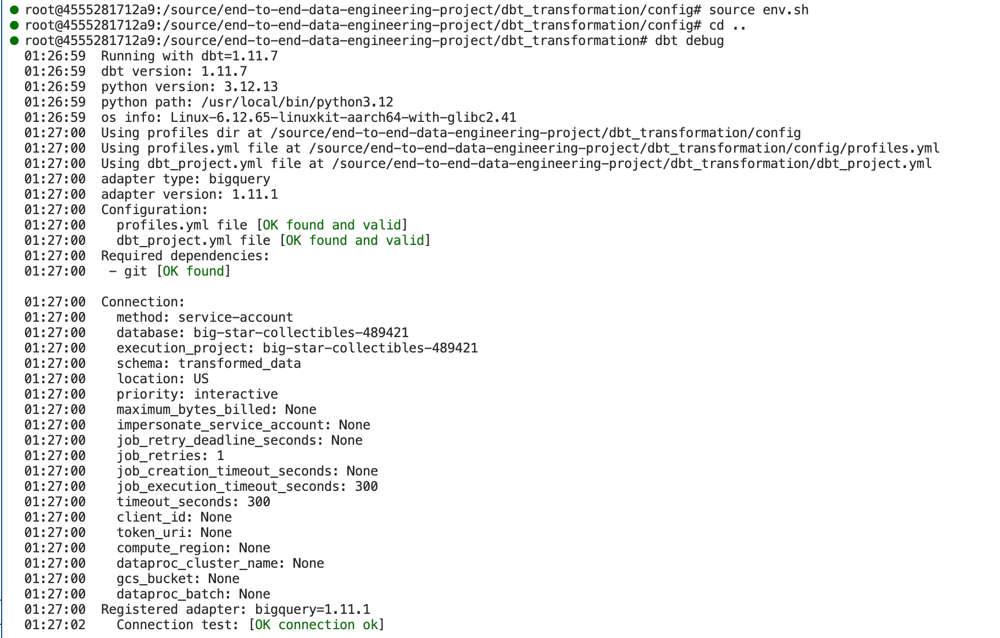 root@4555281712a9:/source/end-to-end-data-engineering-project/dbt_transformation/config# source env.sh
root@4555281712a9:/source/end-to-end-data-engineering-project/dbt_transformation/config# cd ..
root@4555281712a9:/source/end-to-end-data-engineering-project/dbt_transformation# dbt debug
01:26:59  Running with dbt=1.11.7
01:26:59  dbt version: 1.11.7
01:26:59  python version: 3.12.13
01:26:59  python path: /usr/local/bin/python3.12
01:26:59  os info: Linux-6.12.65-linuxkit-aarch64-with-glibc2.41
01:27:00  Using profiles dir at /source/end-to-end-data-engineering-project/dbt_transformation/config
01:27:00  Using profiles.yml file at /source/end-to-end-data-engineering-project/dbt_transformation/config/profiles.yml
01:27:00  Using dbt_project.yml file at /source/end-to-end-data-engineering-project/dbt_transformation/dbt_project.yml
01:27:00  adapter type: bigquery
01:27:00  adapter version: 1.11.1
01:27:00  Configuration:
01:27:00    profiles.yml file [OK found and valid]
01:27:00    dbt_project.yml file [OK found and valid]
01:27:00  Required dependencies:
01:27:00   - git [OK found]
01:27:00  Connection:
01:27:00    method: service-account
01:27:00    database: big-star-collectibles-489421
01:27:00    execution_project: big-star-collectibles-489421
01:27:00    schema: transformed_data
01:27:00    location: US
01:27:00    priority: interactive
01:27:00    maximum_bytes_billed: None
01:27:00    impersonate_service_account: None
01:27:00    job_retry_deadline_seconds: None
01:27:00    job_retries: 1
01:27:00    job_creation_timeout_seconds: None
01:27:00    job_execution_timeout_seconds: 300
01:27:00    timeout_seconds: 300
01:27:00    client_id: None
01:27:00    token_uri: None
01:27:00    compute_region: None
01:27:00    dataproc_cluster_name: None
01:27:00    gcs_bucket: None
01:27:00    dataproc_batch: None
01:27:00  Registered adapter: bigquery=1.11.1
01:27:02    Connection test: [OK connection ok]